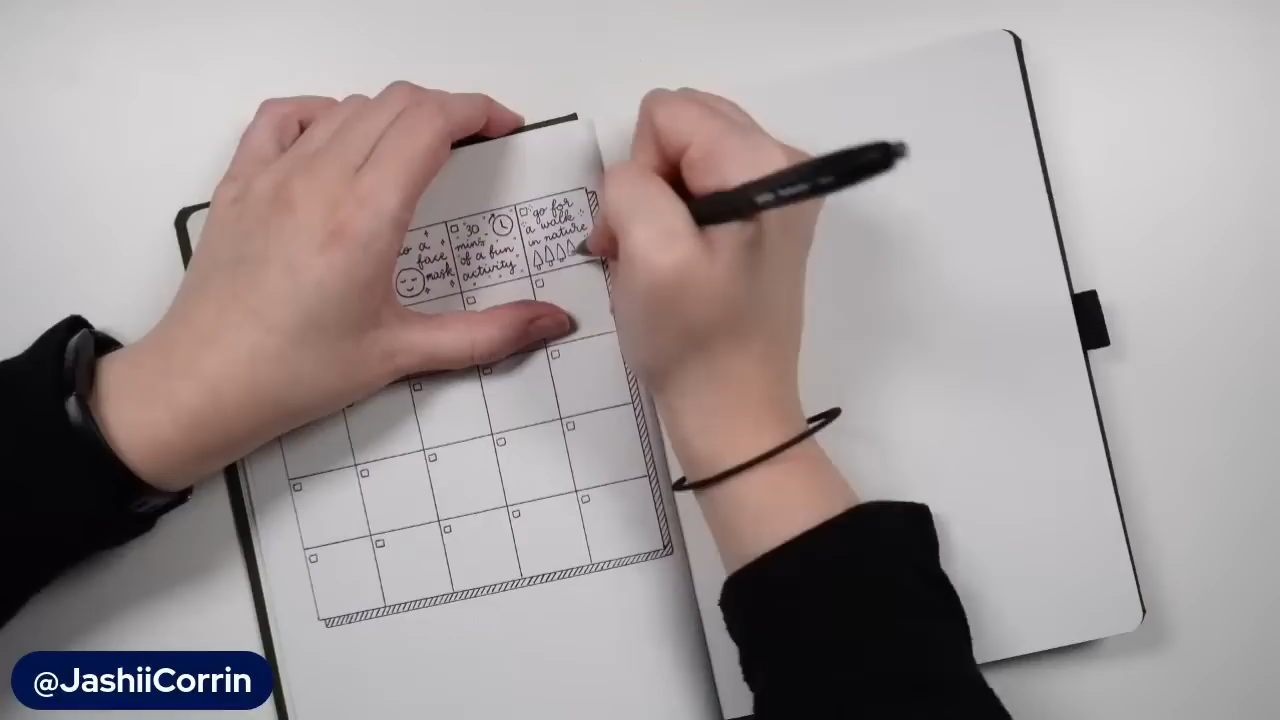 a
face
mask
30
mins
of a fun
activity
go for
a walk
in nature
@JashiiCorrin